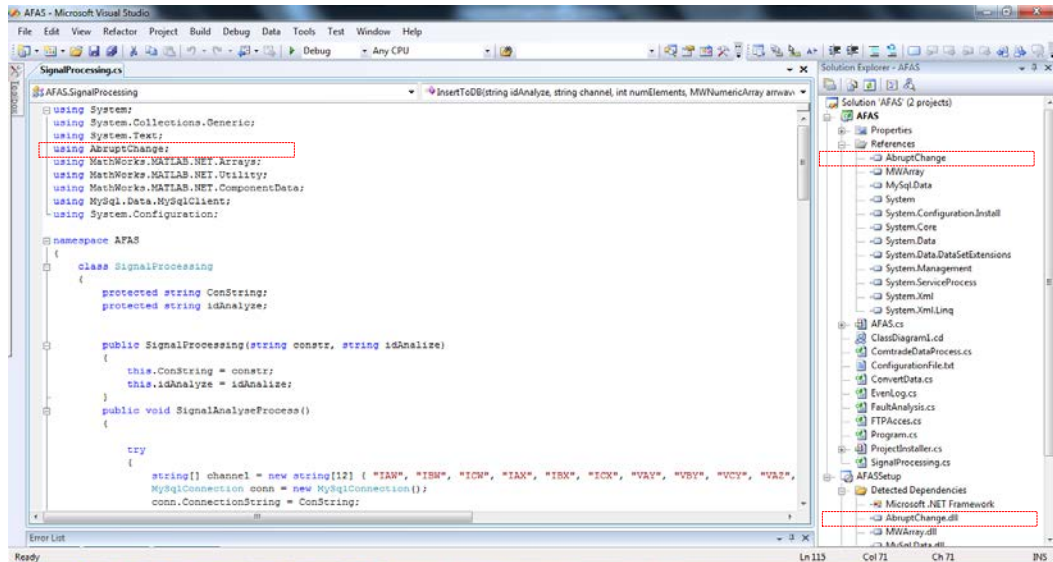 AFAS - Microsoft Visual Studio
File Edit View Refactor Project Build Debug Data Tools Test Window Help
Debug Any CPU
Toolbox
SignalProcessing.cs
AFAS.SignalProcessing
InsertToDB(string idAnalyze, string channel, int numElements, MWNumericArray arrwav
using System;
using System.Collections.Generic;
using System.Text;
using AbruptChange;
using MathWorks.MATLAB.NET.Arrays;
using MathWorks.MATLAB.NET.Utility;
using MathWorks.MATLAB.NET.ComponentData;
using MySql.Data.MySqlClient;
using System.Configuration;
namespace AFAS
{
class SignalProcessing
{
protected string ConString;
protected string idAnalyze;
public SignalProcessing(string constr, string idAnalize)
{
this.ConString = constr;
this.idAnalyze = idAnalize;
}
public void SignalAnalyseProcess()
{
try
{
string[] channel = new string[12] { "IAW", "IBW", "ICW", "IAX", "IBX", "ICX", "VAY", "VBY", "VCY", "VAZ",
MySqlConnection conn = new MySqlConnection();
conn.ConnectionString = ConString;
Solution Explorer - AFAS
Solution 'AFAS' (2 projects)
AFAS
Properties
References
AbruptChange
MWArray
MySql.Data
System
System.Configuration.Install
System.Core
System.Data
System.Data.DataSetExtensions
System.Management
System.ServiceProcess
System.Xml
System.Xml.Linq
AFAS.cs
ClassDiagram1.cd
ComtradeDataProcess.cs
ConfigurationFile.txt
ConvertData.cs
EvenLog.cs
FaultAnalysis.cs
FTPAcces.cs
Program.cs
ProjectInstaller.cs
SignalProcessing.cs
AFASSetup
Detected Dependencies
Microsoft .NET Framework
AbruptChange.dll
MWArray.dll
MySql.Data.dll
Error List
Ready Ln 115 Col 71 Ch 71 INS